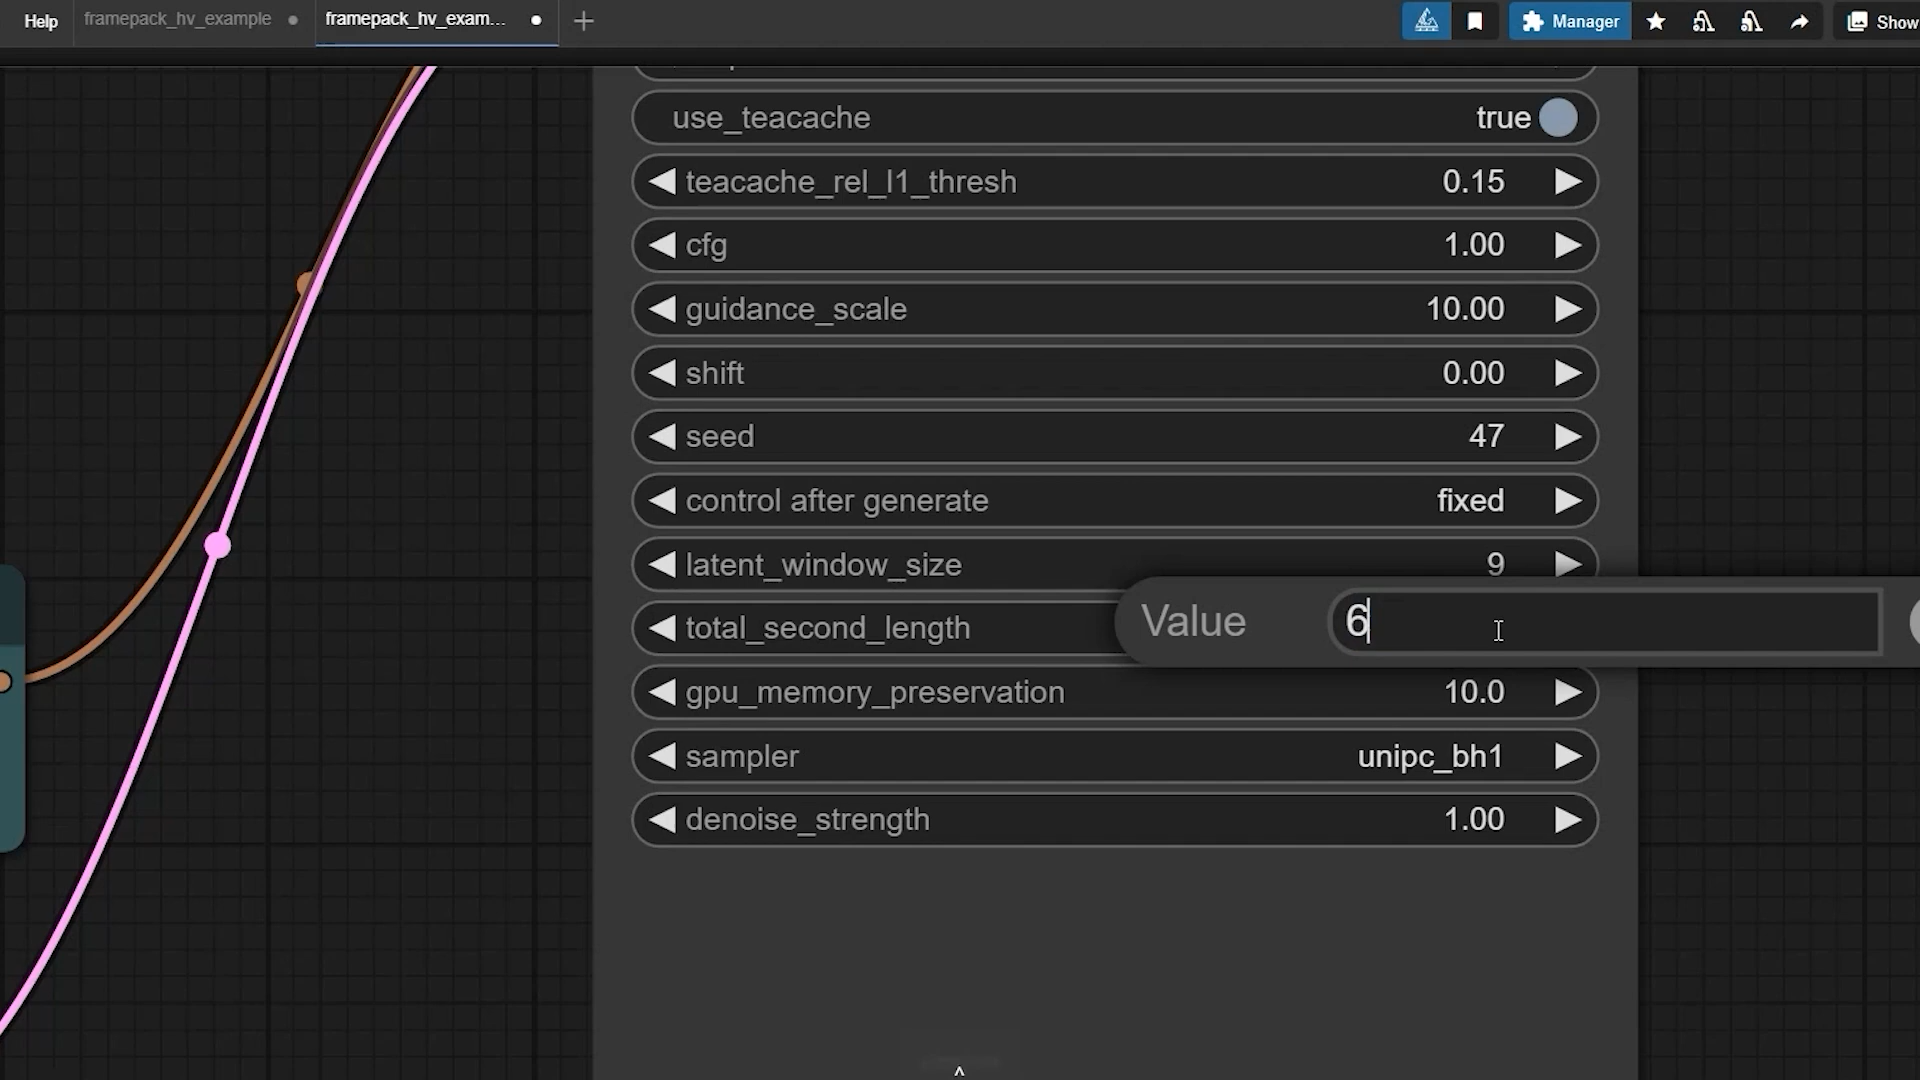 Help framepack_hv_example framepack_hv_exam... Manager Show
use_teacache true
teacache_rel_l1_thresh 0.15
cfg 1.00
guidance_scale 10.00
shift 0.00
seed 47
control after generate fixed
latent_window_size 9
total_second_length Value 6
gpu_memory_preservation 10.0
sampler unipc_bh1
denoise_strength 1.00